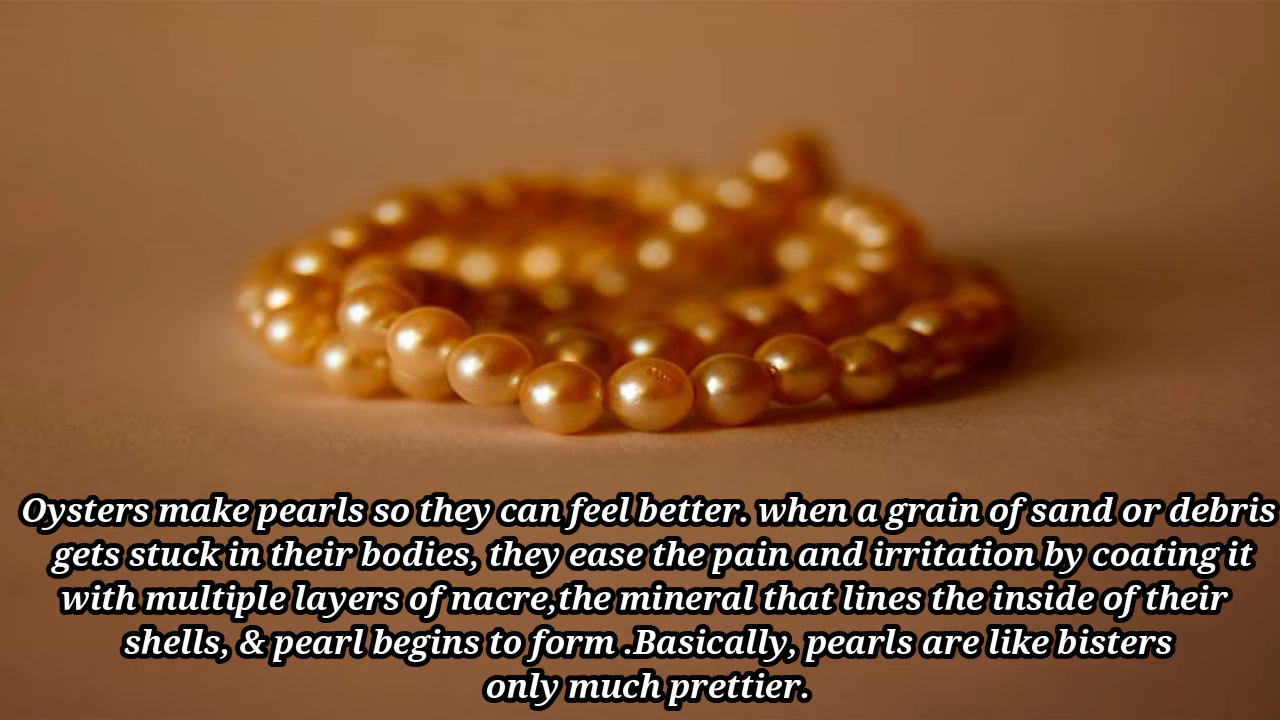 Oysters make pearls so they can feel better. when a grain of sand or debris
gets stuck in their bodies, they ease the pain and irritation by coating it
with multiple layers of nacre,the mineral that lines the inside of their
shells, & pearl begins to form .Basically, pearls are like bisters
only much prettier.